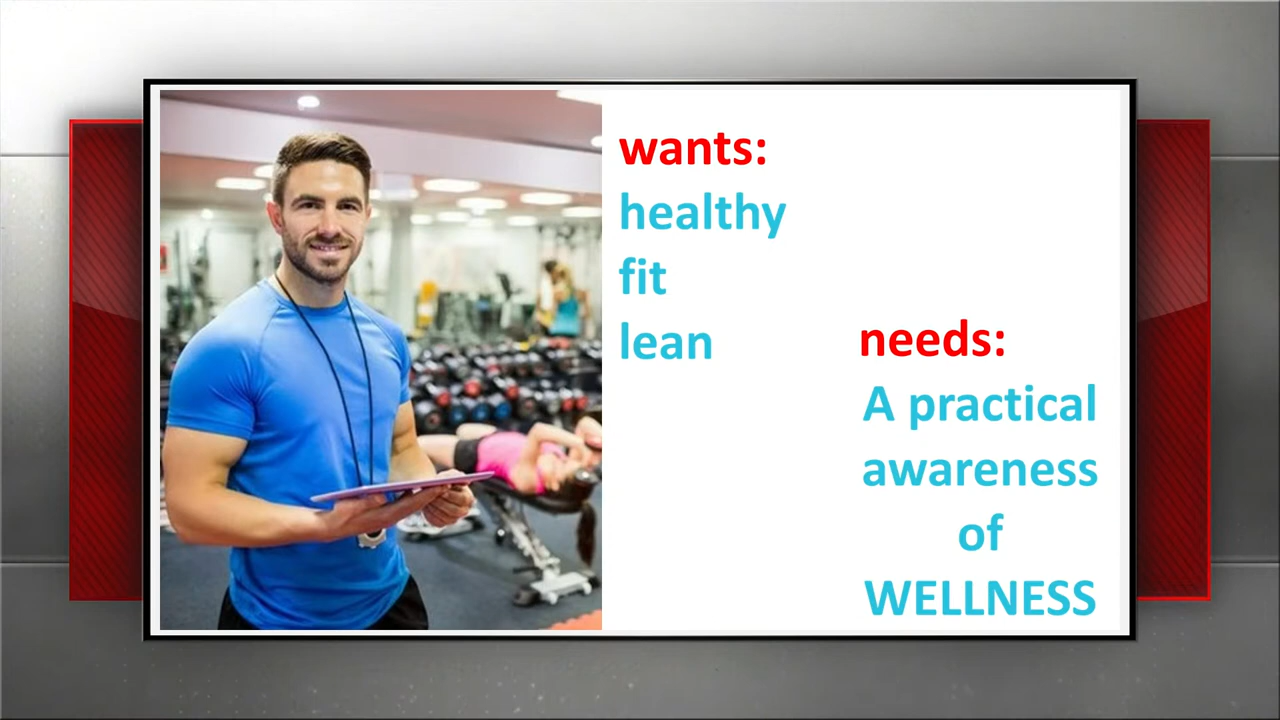 wants:
healthy
fit
lean
needs:
A practical
awareness
of
WELLNESS